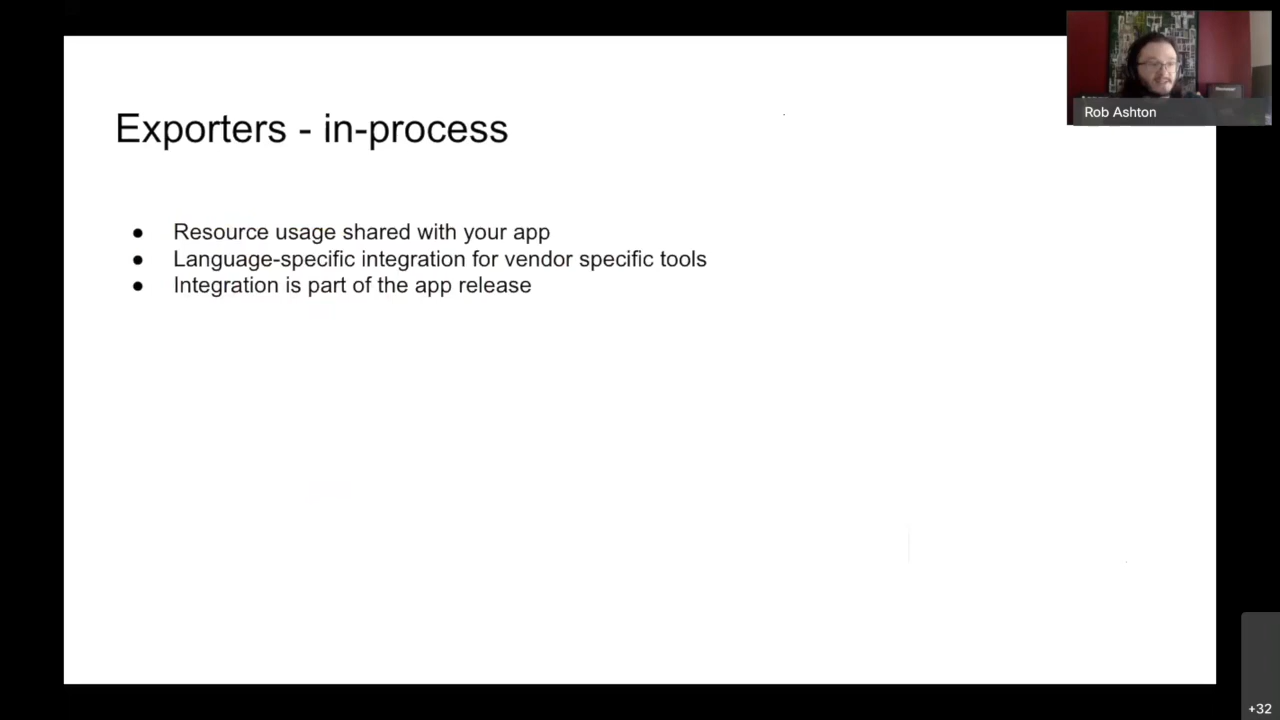 Exporters - in-process
● Resource usage shared with your app
● Language-specific integration for vendor specific tools
● Integration is part of the app release
Rob Ashton
+32